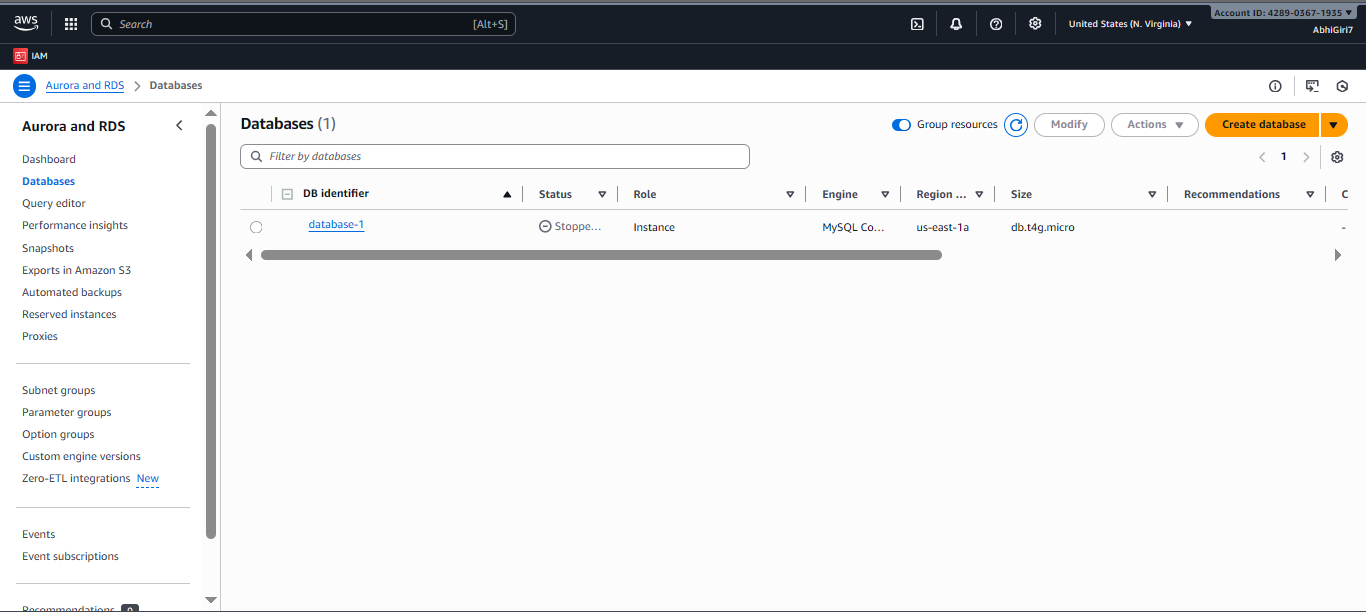 aws
Search [Alt+S]
United States (N. Virginia) ▼
Account ID: 4289-0367-1935 ▼
AbhiGiri7
IAM
Aurora and RDS > Databases
Aurora and RDS
Dashboard
Databases
Query editor
Performance insights
Snapshots
Exports in Amazon S3
Automated backups
Reserved instances
Proxies
Subnet groups
Parameter groups
Option groups
Custom engine versions
Zero-ETL integrations New
Events
Event subscriptions
Recommendations 0
Databases (1)
Group resources Modify Actions ▼ Create database ▼
Filter by databases
< 1 >
DB identifier Status Role Engine Region ... Size Recommendations C
database-1 Stoppe... Instance MySQL Co... us-east-1a db.t4g.micro -